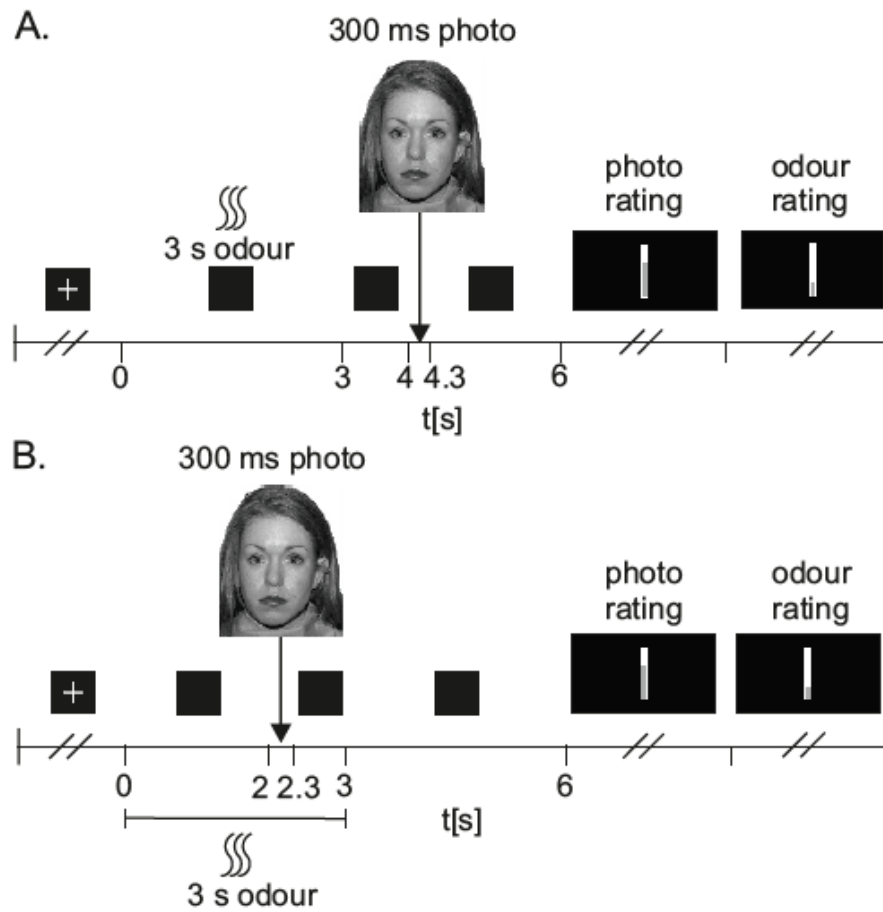 A.
300 ms photo
photo
rating
odour
rating
3 s odour
0
3
4
4.3
6
t[s]
B.
300 ms photo
photo
rating
odour
rating
0
2
2.3
3
6
t[s]
3 s odour